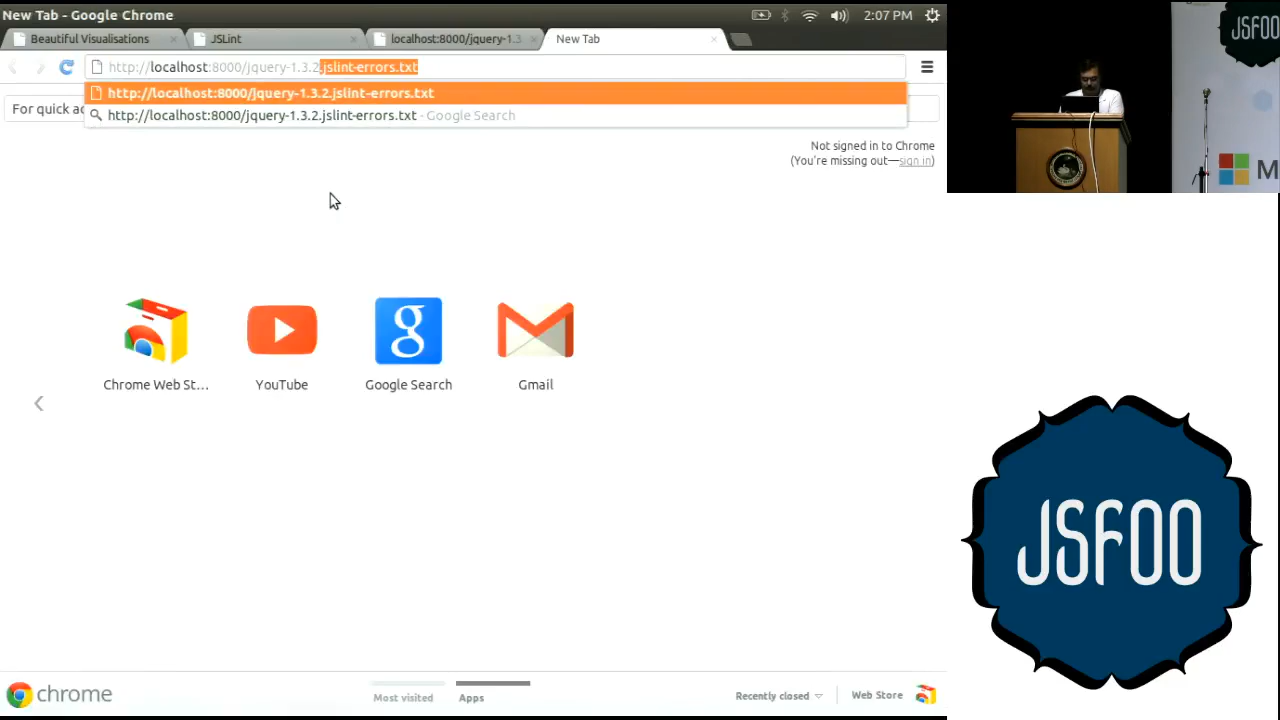 New Tab - Google Chrome
2:07 PM
Beautiful Visualisations
JSLint
localhost:8000/jquery-1.3
New Tab
http://localhost:8000/jquery-1.3.2.jslint-errors.txt
http://localhost:8000/jquery-1.3.2.jslint-errors.txt
http://localhost:8000/jquery-1.3.2.jslint-errors.txt - Google Search
For quick ac
Not signed in to Chrome
(You're missing out—sign in)
Chrome Web St...
YouTube
Google Search
Gmail
chrome
Most visited
Apps
Recently closed
Web Store
JSFOO
M
JSFOO